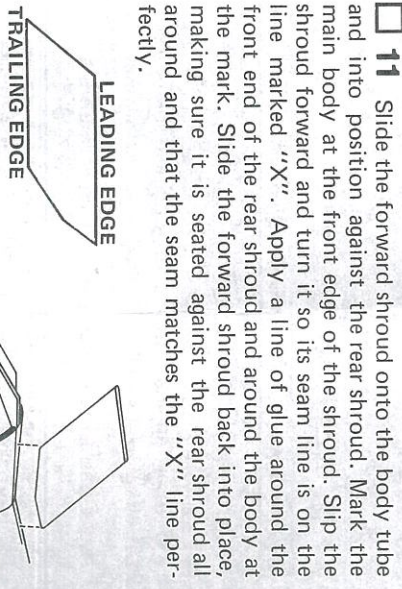 11 Slide the forward shroud onto the body tube
and into position against the rear shroud. Mark the
main body at the front edge of the shroud. Slip the
shroud forward and turn it so its seam line is on the
line marked "X". Apply a line of glue around the
front end of the rear shroud and around the body at
the mark. Slide the forward shroud back into place,
making sure it is seated against the rear shroud all
around and that the seam matches the "X" line per-
fectly.
LEADING EDGE
TRAILING EDGE